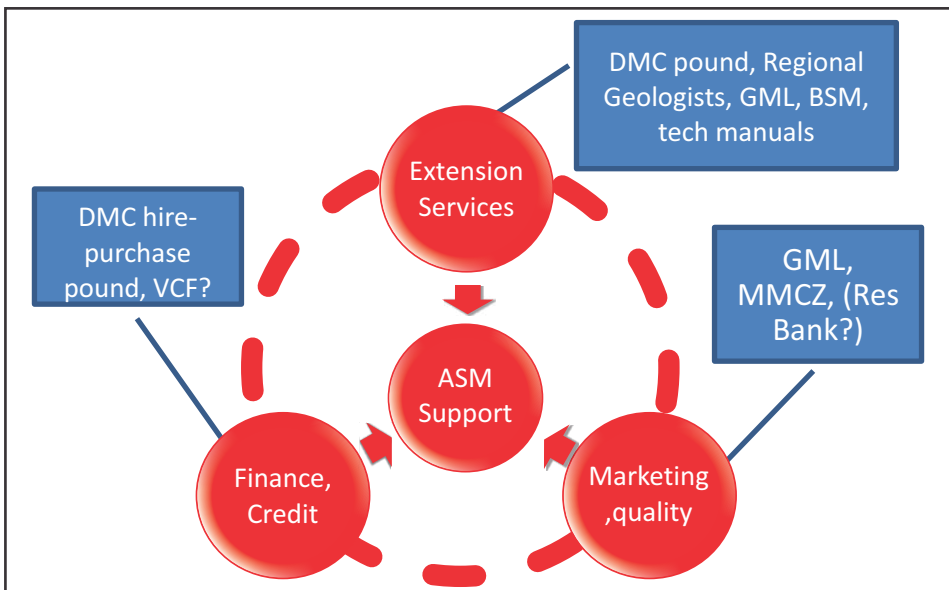 DMC pound, Regional
Geologists, GML, BSM,
tech manuals
Extension
Services
DMC hire-
purchase
pound, VCF?
GML,
MMCZ, (Res
Bank?)
ASM
Support
Finance,
Credit
Marketing
,quality